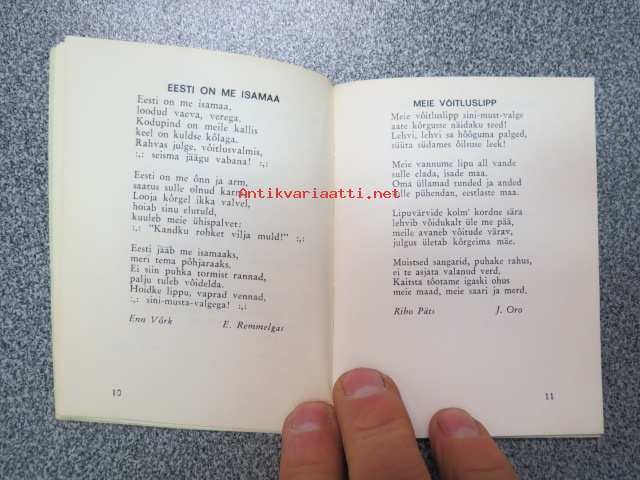 EESTI ON ME ISAMAA
Eesti on me isamaa,
loodud vaeva, verega,
Kodupind on meile kallis
keel on kuldse kõlaga.
Rahvas julge, võitlusvalmis,
:,: seisma jäägu vabana! :,:
Eesti on me õnn ja arm,
saatus sulle olnud karm,
Looja kõrgel ikka valvel,
hoiab sinu eluruld,
kuuleb meie ühispalvet:
:,: "Kandku rohket vilja muld!" :,:
Eesti jääb me isamaaks,
meri tema põhjaraaks.
Ei siin puhka tormist rannad,
palju tuleb võidelda.
Hoidke lippu, vaprad vennad,
:,: sini-musta-valgega! :,:
Enn Võrk E. Remmelgas
10
MEIE VÕITLUSLIPP
Meie võitluslipp sini-must-valge
aate kõrgusse näidaku teed!
Lehvi, lehvi sa hõõguma palged,
süüta südames õilsuse leek!
Meie vannume lipu all vande
sulle elada, isade maa.
Oma üllamad tunded ja anded
sulle pühendan, eestlaste maa.
Lipuvärvide kolm' kordne sära
lehvib võidukalt üle me pää,
meile avaneb võitude värav,
julgus ületab kõrgeima mäe.
Muistsed sangarid, puhake rahus,
ei te asjata valanud verd.
Kaitsta tõotame igaski ohus
meie maad, meie saari ja merd.
Riho Päts J. Oro
11
Antikvariaatti.net